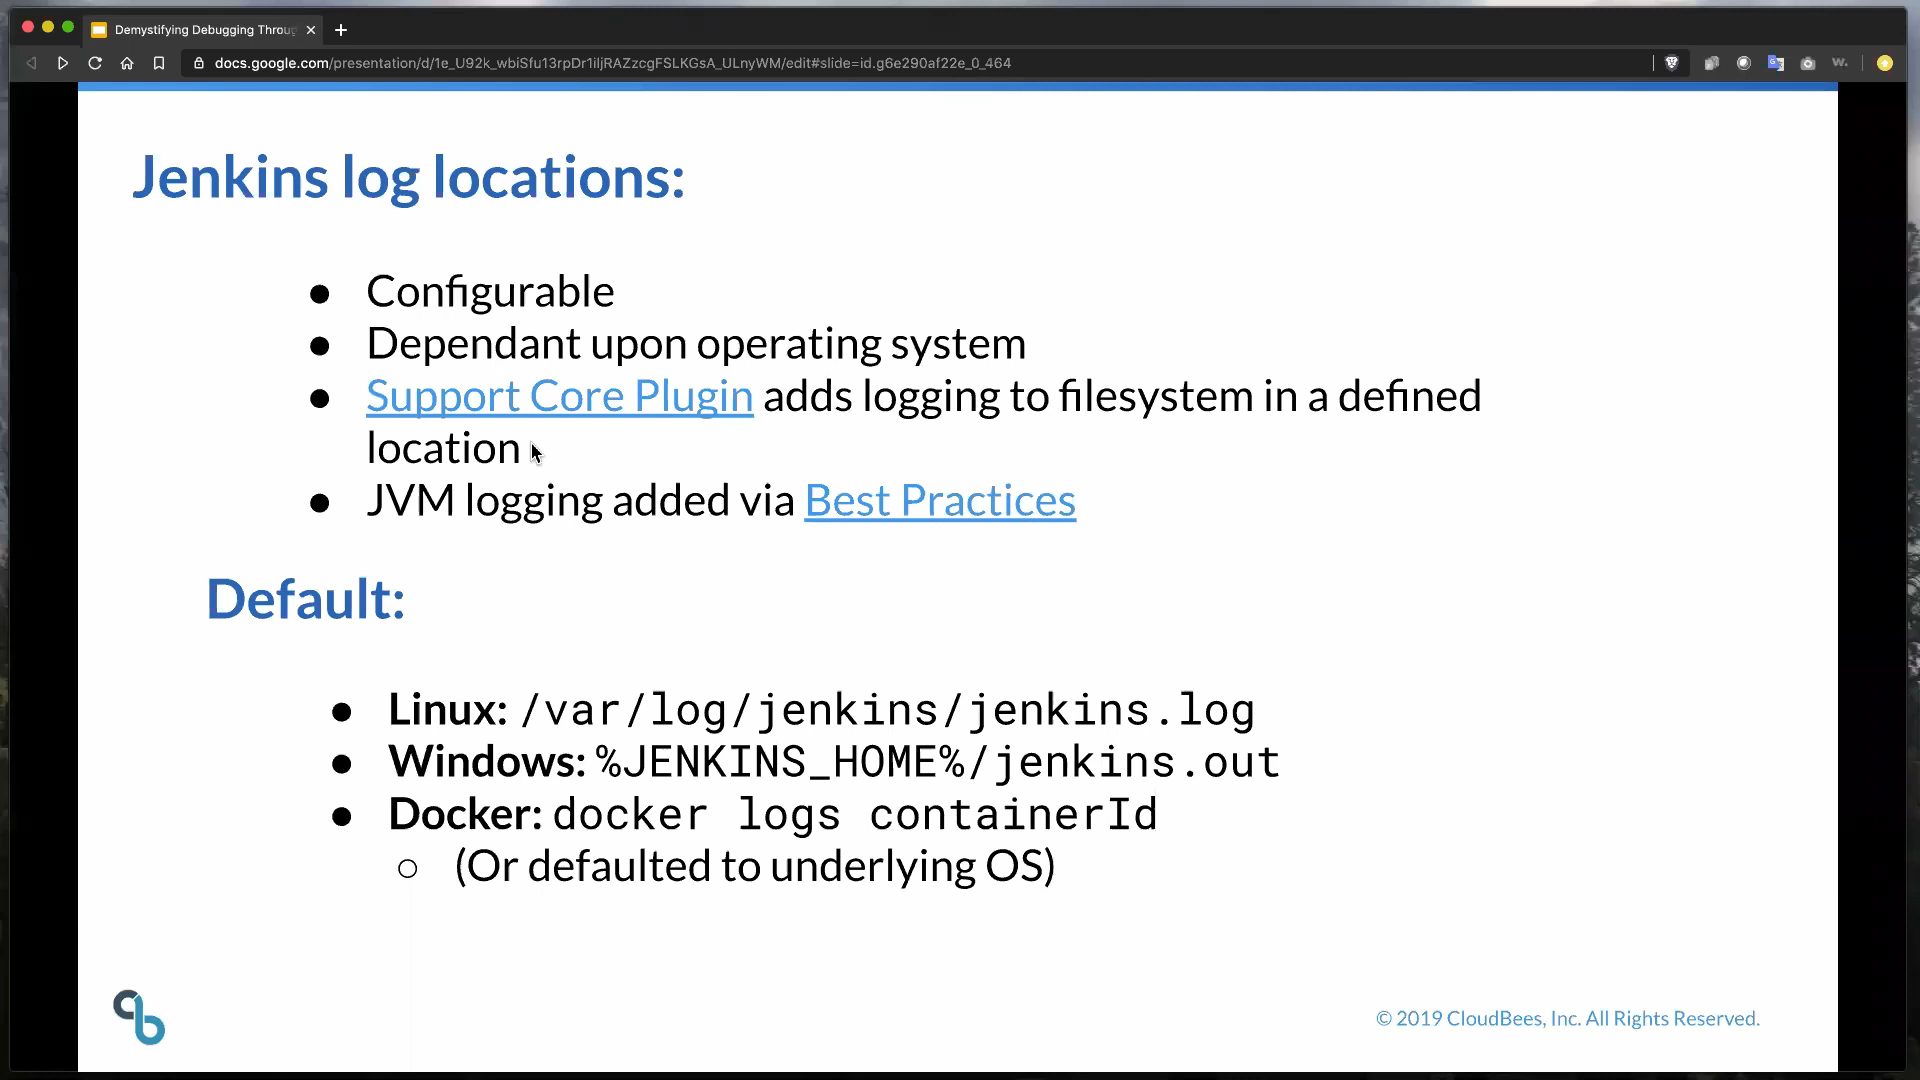 Demystifying Debugging Throu
docs.google.com/presentation/d/1e_U92k_wbiSfu13rpDr1iljRAZzcgFSLKGsA_ULnyWM/edit#slide=id.g6e290af22e_0_464
Jenkins log locations:
● Configurable
● Dependant upon operating system
● Support Core Plugin adds logging to filesystem in a defined
location
● JVM logging added via Best Practices
Default:
● Linux: /var/log/jenkins/jenkins.log
● Windows: %JENKINS_HOME%/jenkins.out
● Docker: docker logs containerId
○ (Or defaulted to underlying OS)
© 2019 CloudBees, Inc. All Rights Reserved.